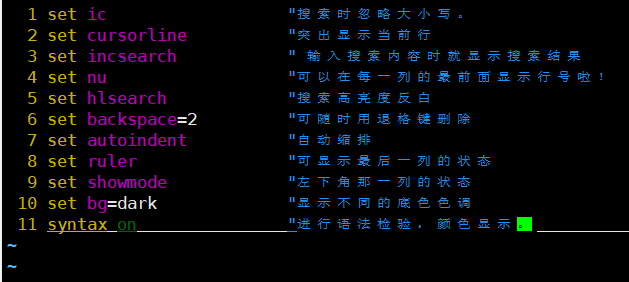 1 set ic "搜索时忽略大小写。
2 set cursorline "突出显示当前行
3 set incsearch " 输入搜索内容时就显示搜索结果
4 set nu "可以在每一列的最前面显示行号啦!
5 set hlsearch "搜索高亮度反白
6 set backspace=2 "可随时用退格键删除
7 set autoindent "自动缩排
8 set ruler "可显示最后一列的状态
9 set showmode "左下角那一列的状态
10 set bg=dark "显示不同的底色色调
11 syntax on "进行语法检验, 颜色显示。
~
~